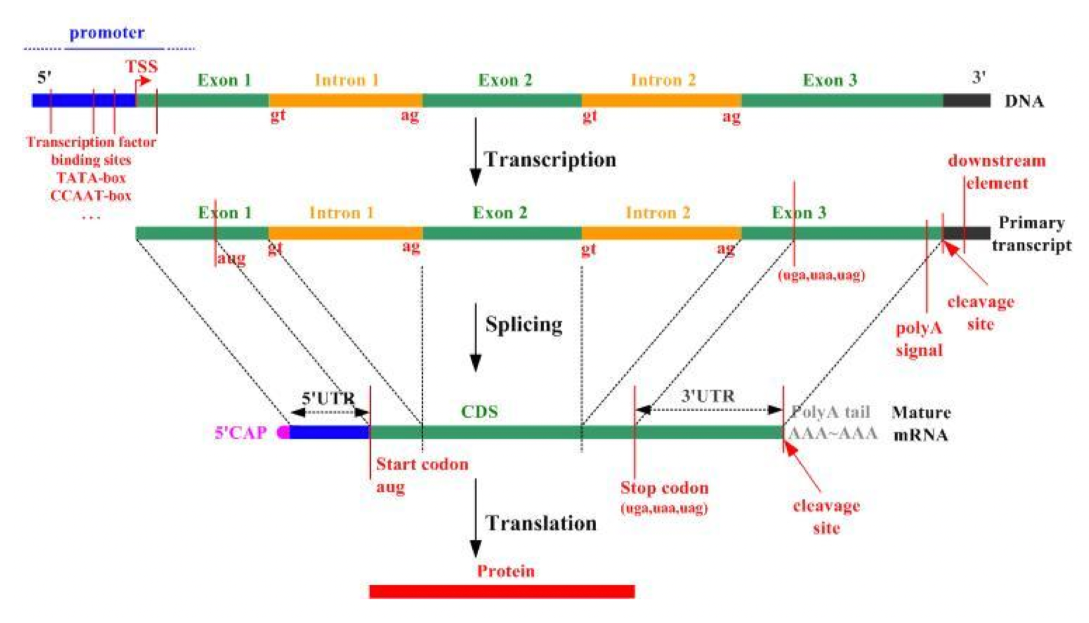 promoter
5'
TSS
Exon 1
Intron 1
Exon 2
Intron 2
Exon 3
3'
DNA
gt
ag
gt
ag
Transcription factor
binding sites
TATA-box
CCAAT-box
...
Transcription
downstream
element
Exon 1
Intron 1
Exon 2
Intron 2
Exon 3
Primary
transcript
aug
gt
ag
gt
ag
(uga,uaa,uag)
cleavage
site
polyA
signal
Splicing
5'UTR
CDS
3'UTR
PolyA tail
AAA~AAA
Mature
mRNA
5'CAP
Start codon
aug
Stop codon
(uga,uaa,uag)
cleavage
site
Translation
Protein